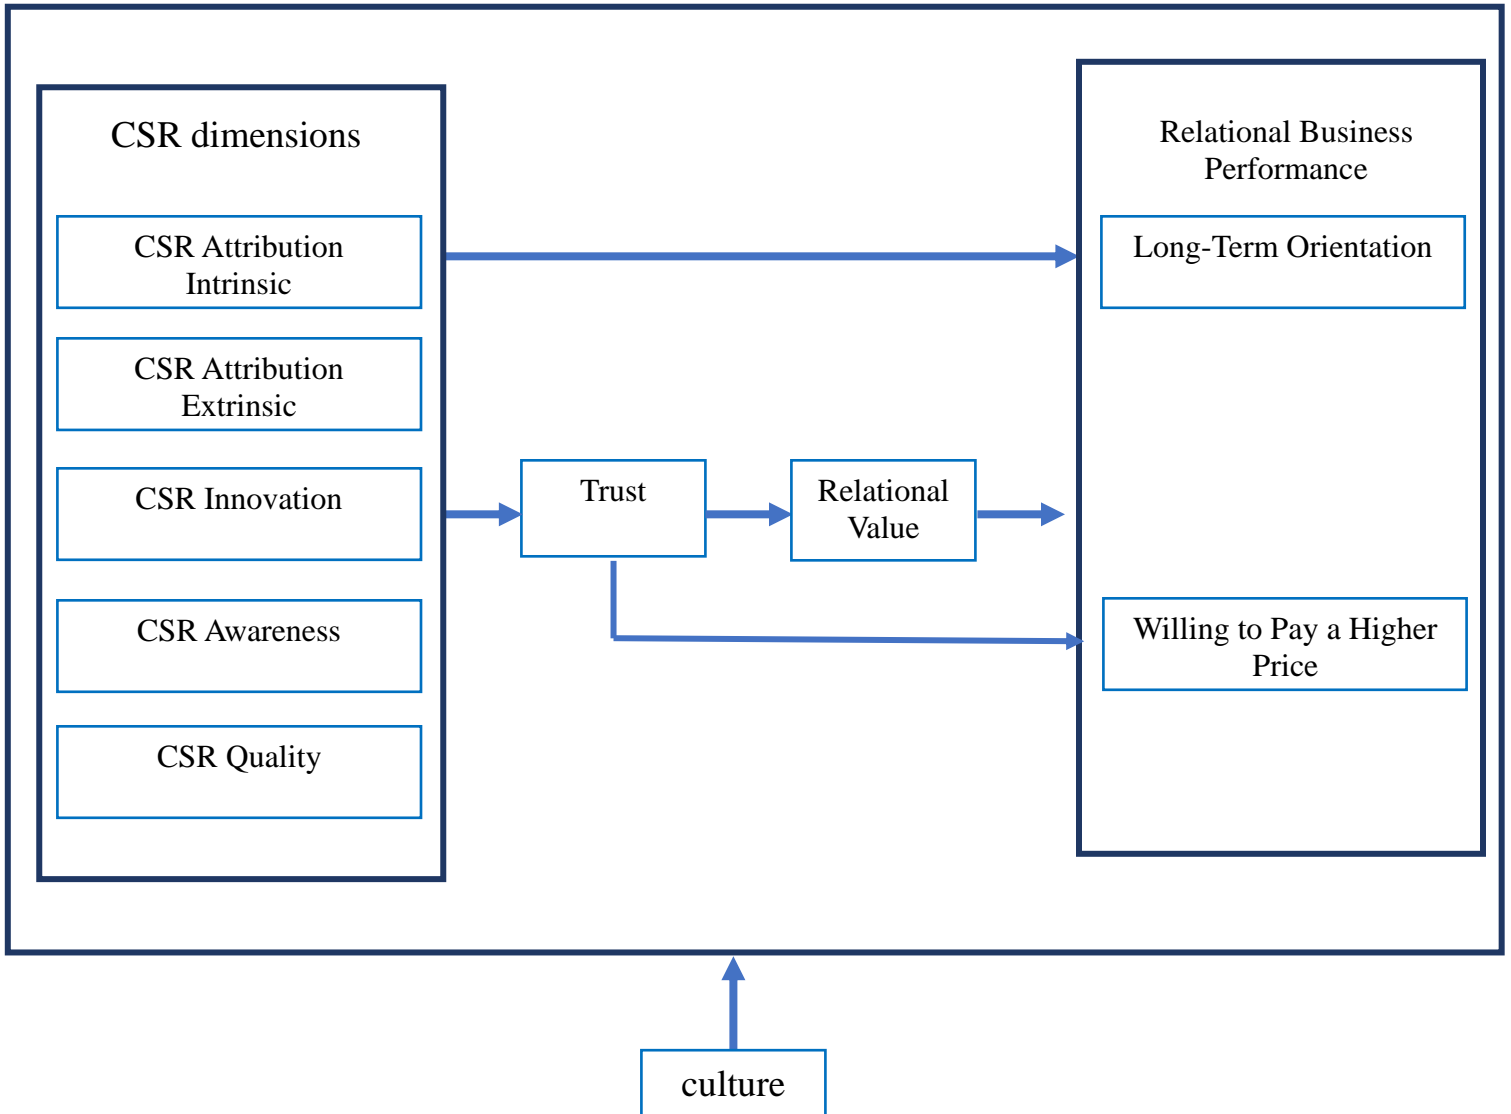 CSR dimensions
CSR Attribution
Intrinsic
CSR Attribution
Extrinsic
CSR Innovation
CSR Awareness
CSR Quality
Trust
Relational
Value
Relational Business
Performance
Long-Term Orientation
Willing to Pay a Higher
Price
culture